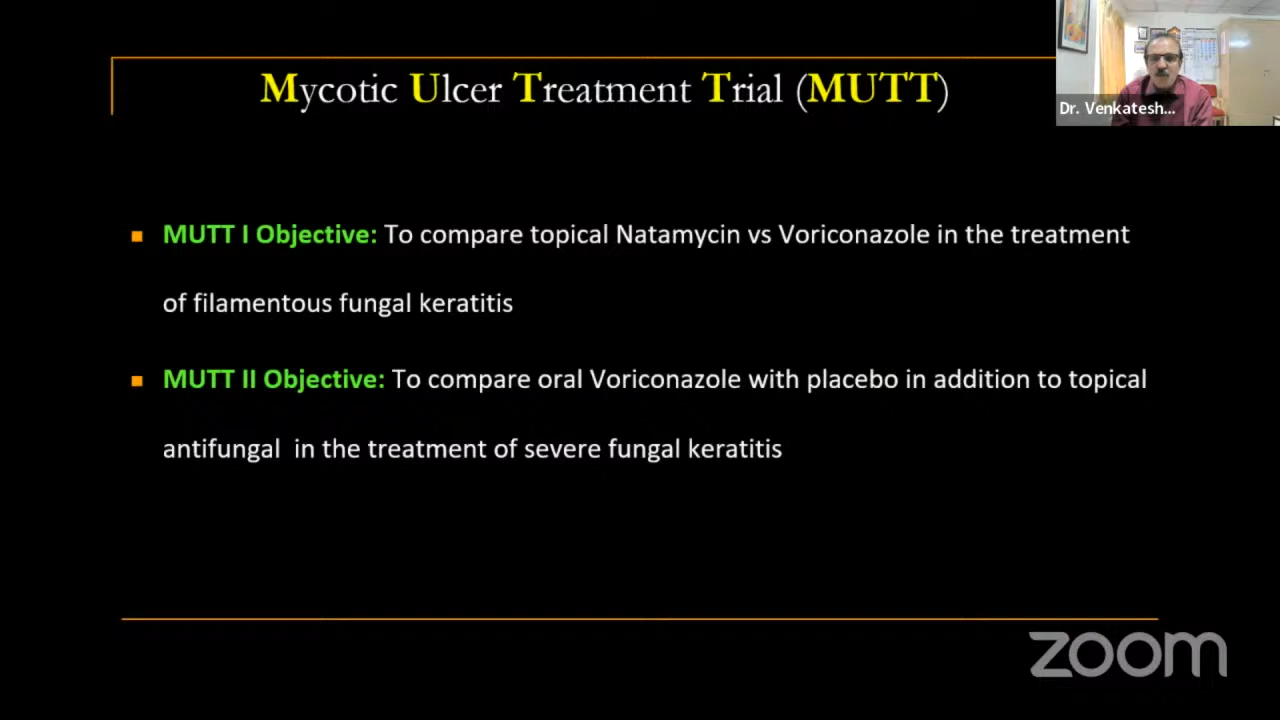 Mycotic Ulcer Treatment Trial (MUTT)
Dr. Venkatesh...
MUTT I Objective: To compare topical Natamycin vs Voriconazole in the treatment
of filamentous fungal keratitis
MUTT II Objective: To compare oral Voriconazole with placebo in addition to topical
antifungal in the treatment of severe fungal keratitis
zoom